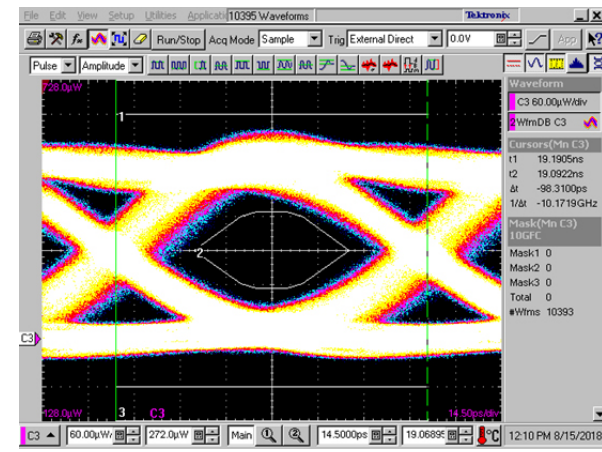 File Edit View Setup Utilities Applicati 10395 Waveforms Tektronix
Run/Stop Acq Mode Sample Trig External Direct 0.0V App
Pulse Amplitude
728.0µW
1
2
3 C3
C3
-128.0µW 14.50ps/div
Waveform
C3 60.00µW/div
2 WfmDB C3
Cursors(Mn C3)
t1 19.1905ns
t2 19.0922ns
Δt -98.3100ps
1/Δt -10.1719GHz
Mask(Mn C3)
10GFC
Mask1 0
Mask2 0
Mask3 0
Total 0
#Wfms 10393
C3 60.00µW/ 272.0µW Main 14.5000ps 19.0689 °C 12:10 PM 8/15/2018